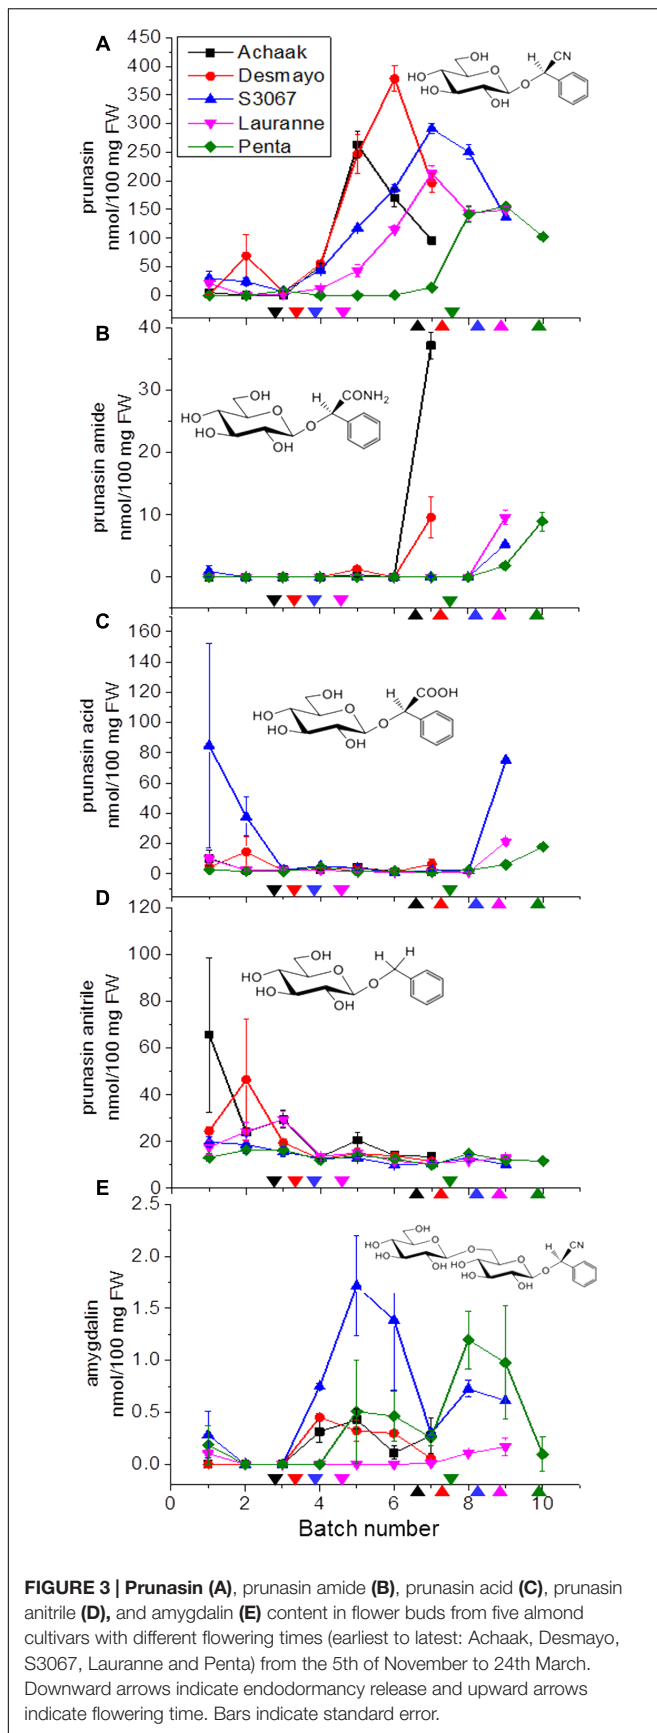 A
450
400
350
300
250
200
150
100
50
0
prunasin
nmol/100 mg FW
Achaak
Desmayo
S3067
Lauranne
Penta
OH
HO
HO
OH
O
O
H
CN
B
40
30
20
10
0
prunasin amide
nmol/100 mg FW
OH
HO
HO
OH
O
O
H
CONH2
C
160
140
120
100
80
60
40
20
0
prunasin acid
nmol/100 mg FW
OH
HO
HO
OH
O
O
H
COOH
D
120
100
80
60
40
20
0
prunasin anitrile
nmol/100 mg FW
OH
HO
HO
OH
O
O
H
H
E
2.5
2.0
1.5
1.0
0.5
0.0
amygdalin
nmol/100 mg FW
OH
HO
HO
OH
O
O
HO
HO
OH
O
O
H
CN
0 2 4 6 8 10
Batch number
FIGURE 3 | Prunasin (A), prunasin amide (B), prunasin acid (C), prunasin
anitrile (D), and amygdalin (E) content in flower buds from five almond
cultivars with different flowering times (earliest to latest: Achaak, Desmayo,
S3067, Lauranne and Penta) from the 5th of November to 24th March.
Downward arrows indicate endodormancy release and upward arrows
indicate flowering time. Bars indicate standard error.